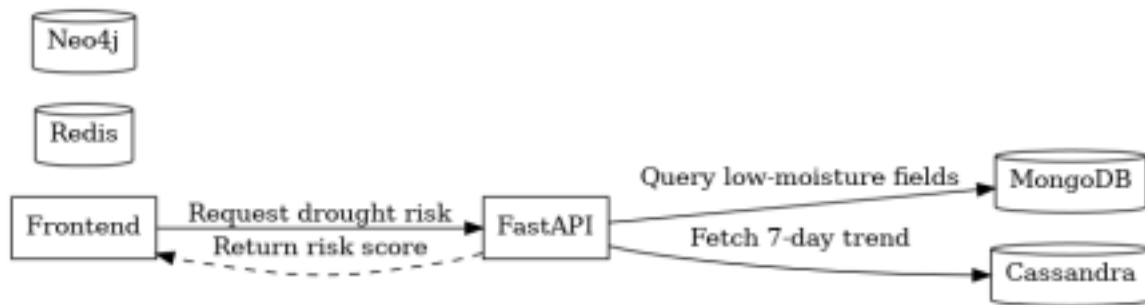 Neo4j
Redis
Frontend
Request drought risk
Return risk score
FastAPI
Query low-moisture fields
Fetch 7-day trend
MongoDB
Cassandra